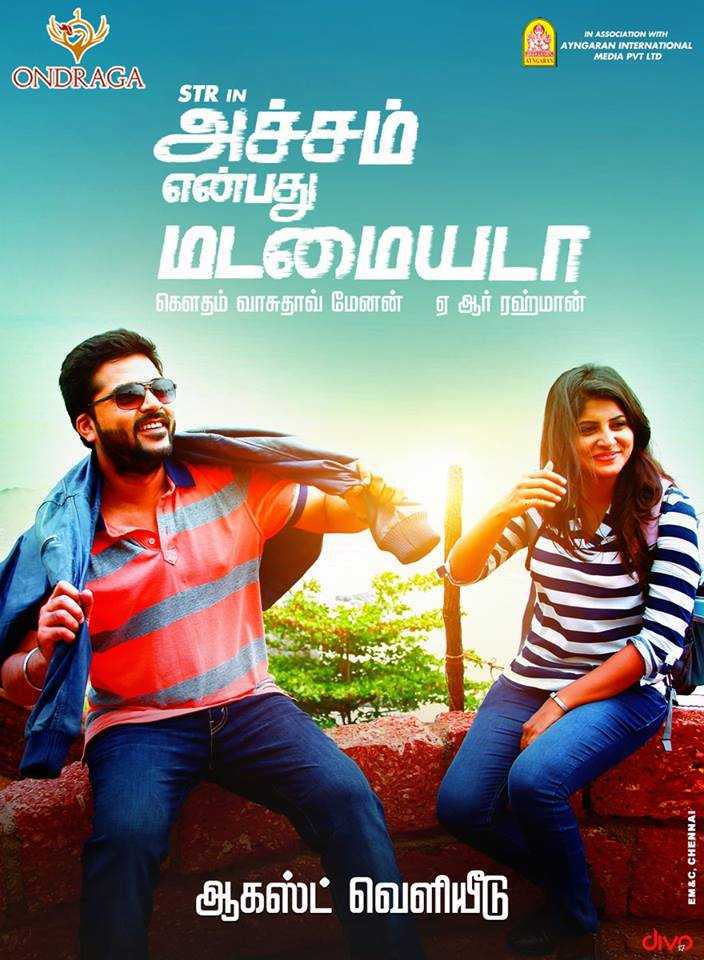 ONDRAGA
AYNGARAN
IN ASSOCIATION WITH
AYNGARAN INTERNATIONAL
MEDIA PVT LTD
STR IN
அச்சம்
என்பது
மடமையடா
கௌதம் வாசுதாவ் மேனன் ஏ ஆர் ரஹ்மான்
ஆகஸ்ட் வெளியீடு
EM&C, CHENNAI
divo